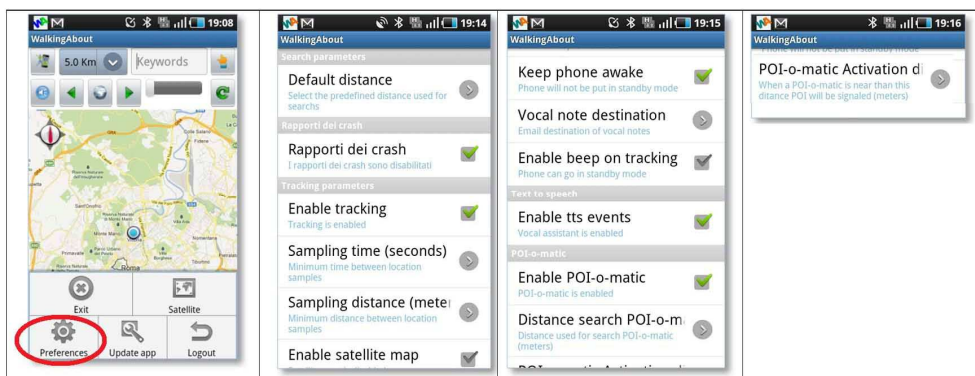 19:08
WalkingAbout
5.0 Km
Keywords
Roma
Exit
Satellite
Preferences
Update app
Logout
19:14
WalkingAbout
Search parameters
Default distance
Select the predefined distance used for
searchs
Rapporti dei crash
Rapporti dei crash
I rapporti dei crash sono disabilitati
Tracking parameters
Enable tracking
Tracking is enabled
Sampling time (seconds)
Minimum time between location
samples
Sampling distance (meter
Minimum distance between location
samples
Enable satellite map
19:15
WalkingAbout
Keep phone awake
Phone will not be put in standby mode
Vocal note destination
Email destination of vocal notes
Enable beep on tracking
Phone can go in standby mode
Text to speech
Enable tts events
Vocal assistant is enabled
POI-o-matic
Enable POI-o-matic
POI-o-matic is enabled
Distance search POI-o-m
Distance used for search POI-o-matic
(meters)
19:16
WalkingAbout
Phone will not be put in standby mode
POI-o-matic Activation di
When a POI-o-matic is near than this
ditance POI will be signaled (meters)